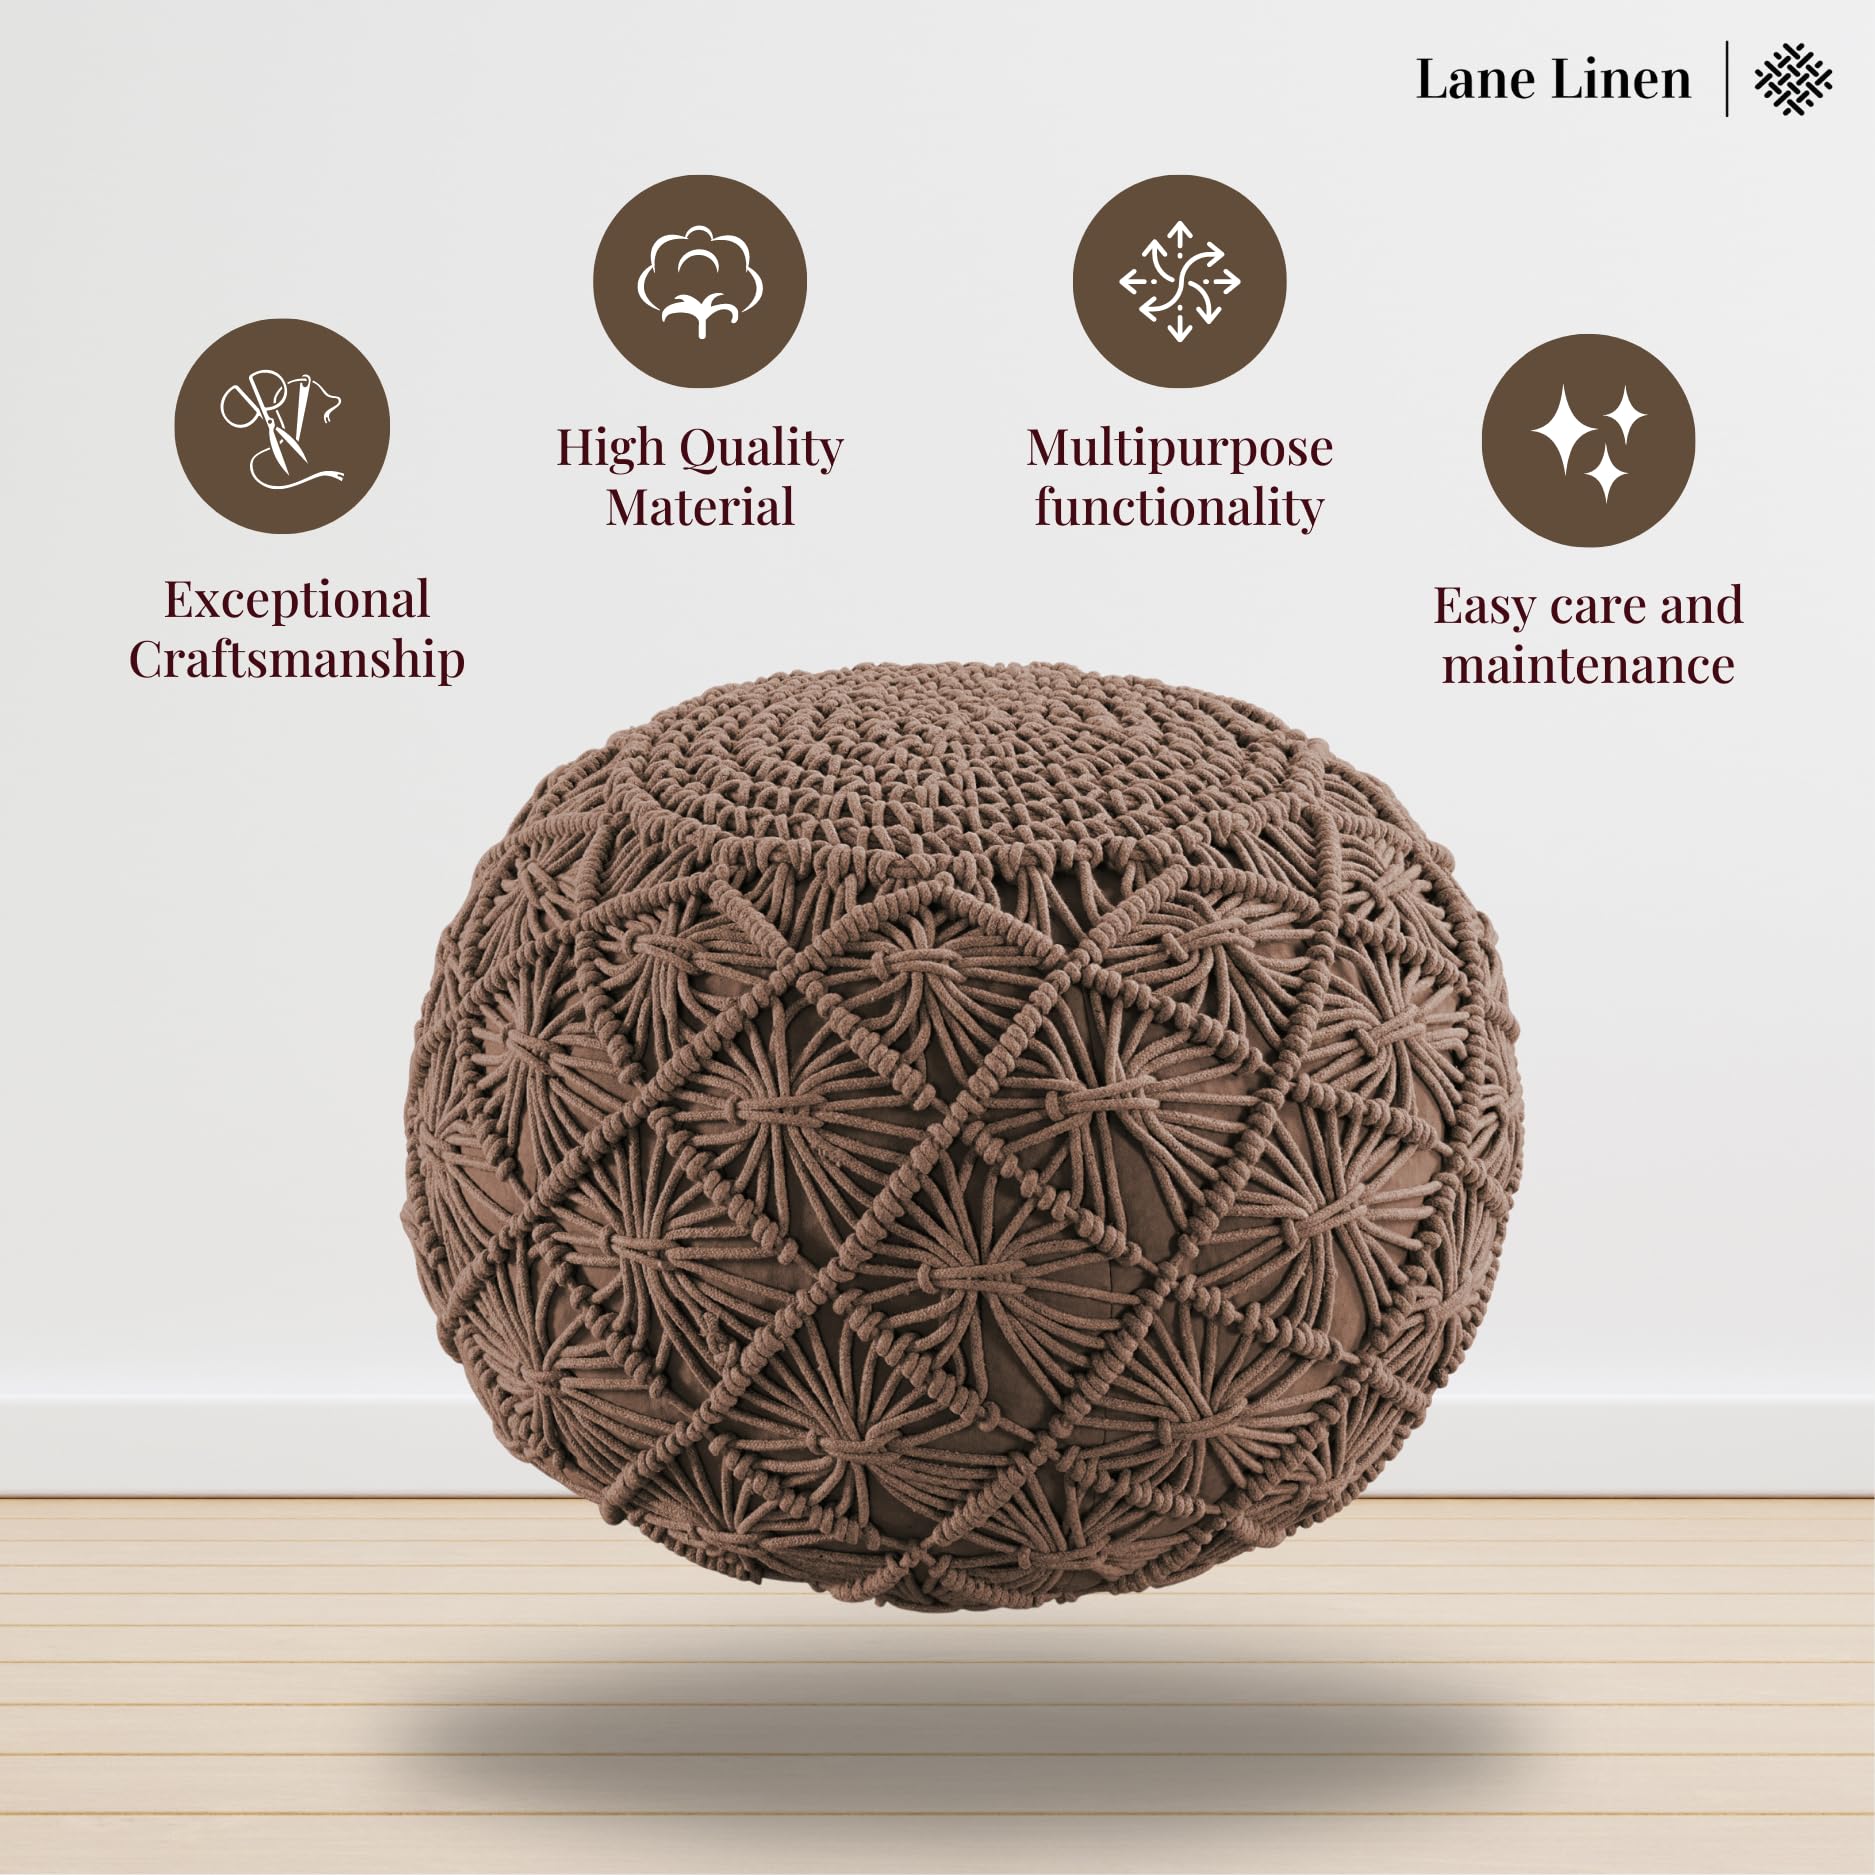 Lane Linen
Exceptional
Craftsmanship
High Quality
Material
Multipurpose
functionality
Easy care and
maintenance